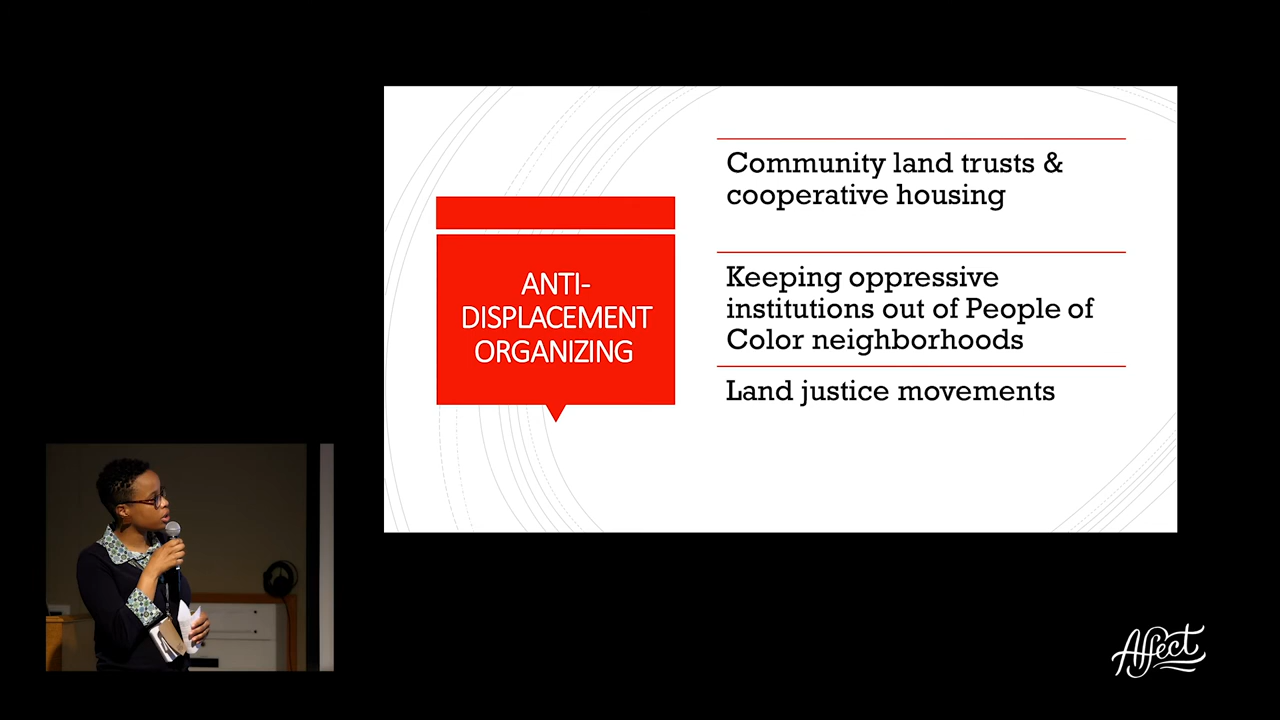 ANTI-
DISPLACEMENT
ORGANIZING
Community land trusts &
cooperative housing
Keeping oppressive
institutions out of People of
Color neighborhoods
Land justice movements
Affect